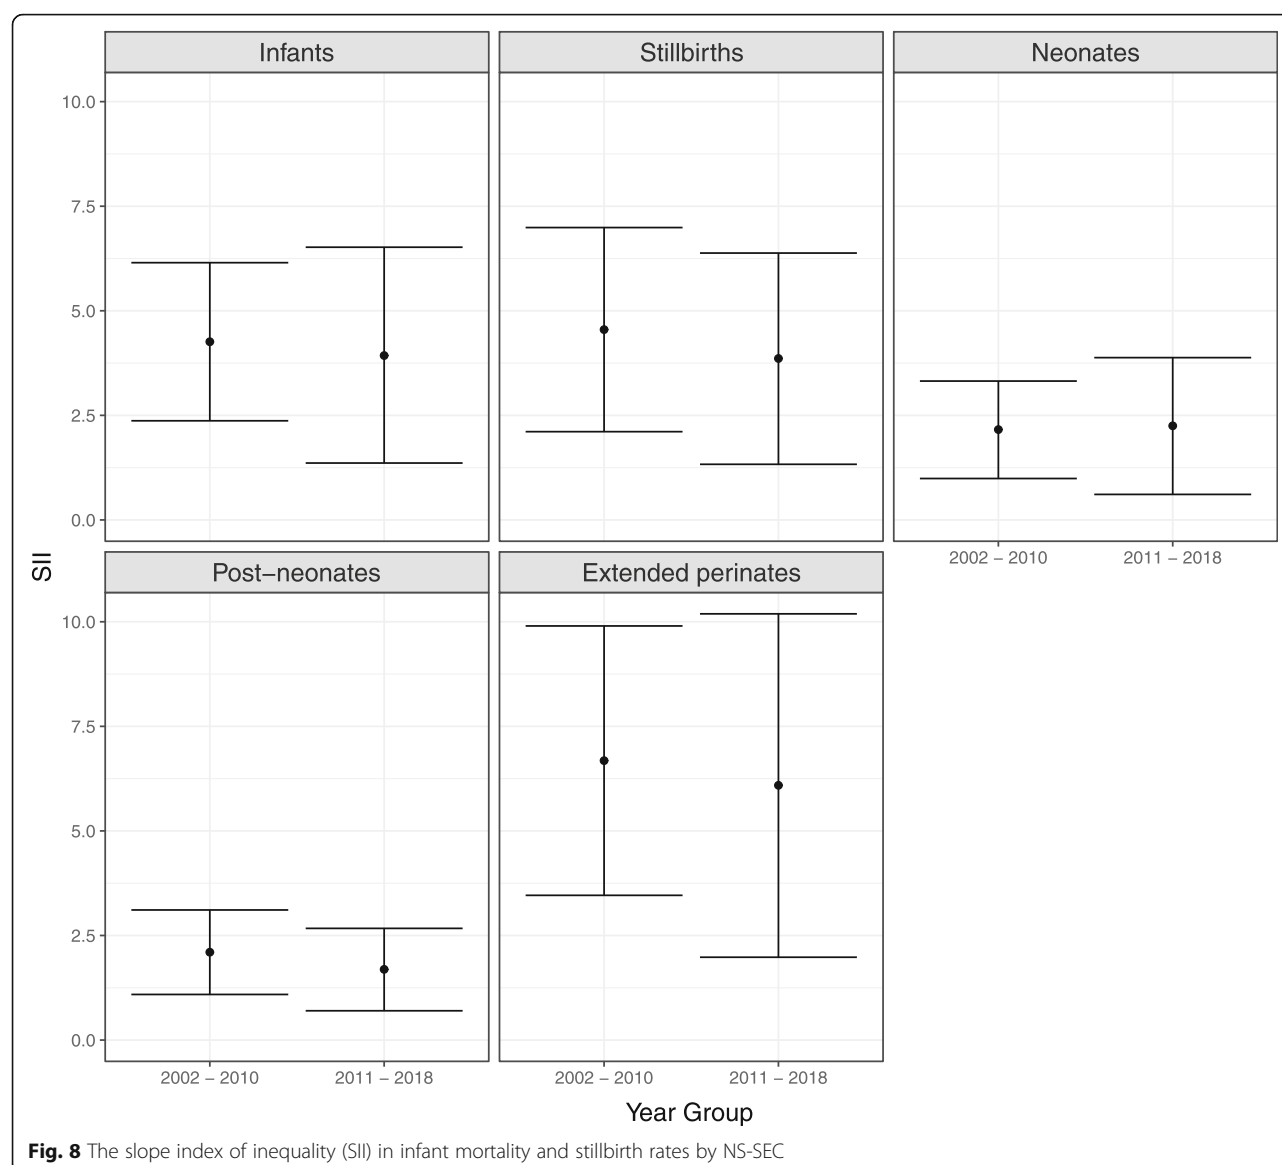 Infants Stillbirths Neonates
10.0
7.5
5.0
2.5
0.0
2002 – 2010 2011 – 2018
SII
Post–neonates Extended perinates
10.0
7.5
5.0
2.5
0.0
2002 – 2010 2011 – 2018 2002 – 2010 2011 – 2018
Year Group
Fig. 8 The slope index of inequality (SII) in infant mortality and stillbirth rates by NS-SEC